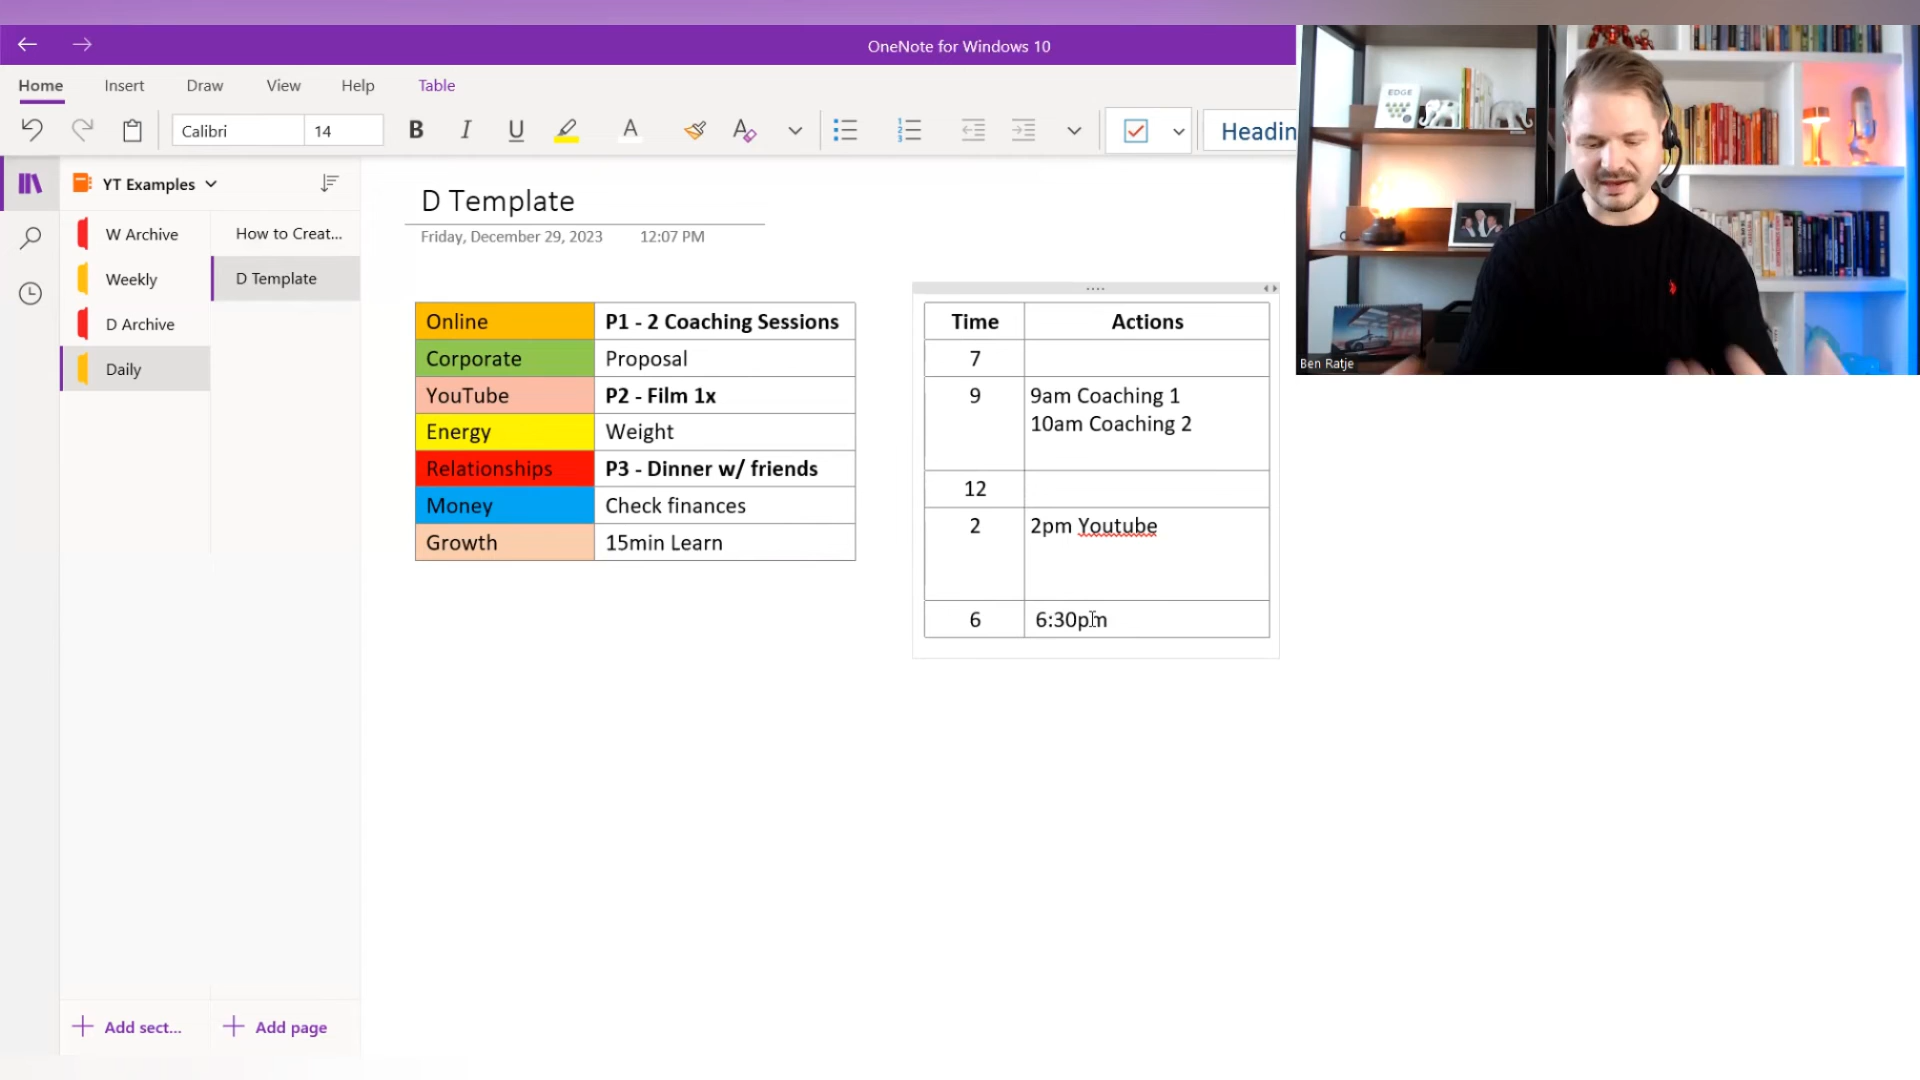 OneNote for Windows 10
Home Insert Draw View Help Table
Calibri 14 B I U A Headin
YT Examples
W Archive
Weekly
D Archive
Daily
How to Creat...
D Template
D Template
Friday, December 29, 2023 12:07 PM
Online P1 - 2 Coaching Sessions
Corporate Proposal
YouTube P2 - Film 1x
Energy Weight
Relationships P3 - Dinner w/ friends
Money Check finances
Growth 15min Learn
Time Actions
7
9 9am Coaching 1
10am Coaching 2
12
2 2pm Youtube
6 6:30pm
Add sect... Add page
EDGE
Ben Ratje